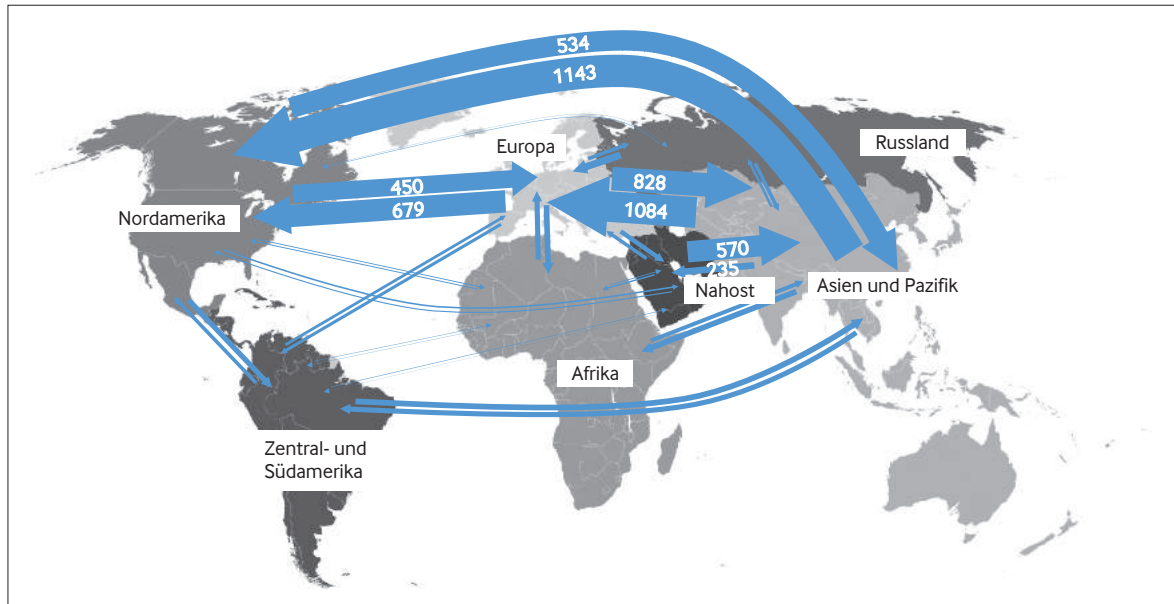 534
1143
Russland
Europa
450
828
Nordamerika
679
1084
570
235
Nahost
Asien und Pazifik
Afrika
Zentral- und
Südamerika